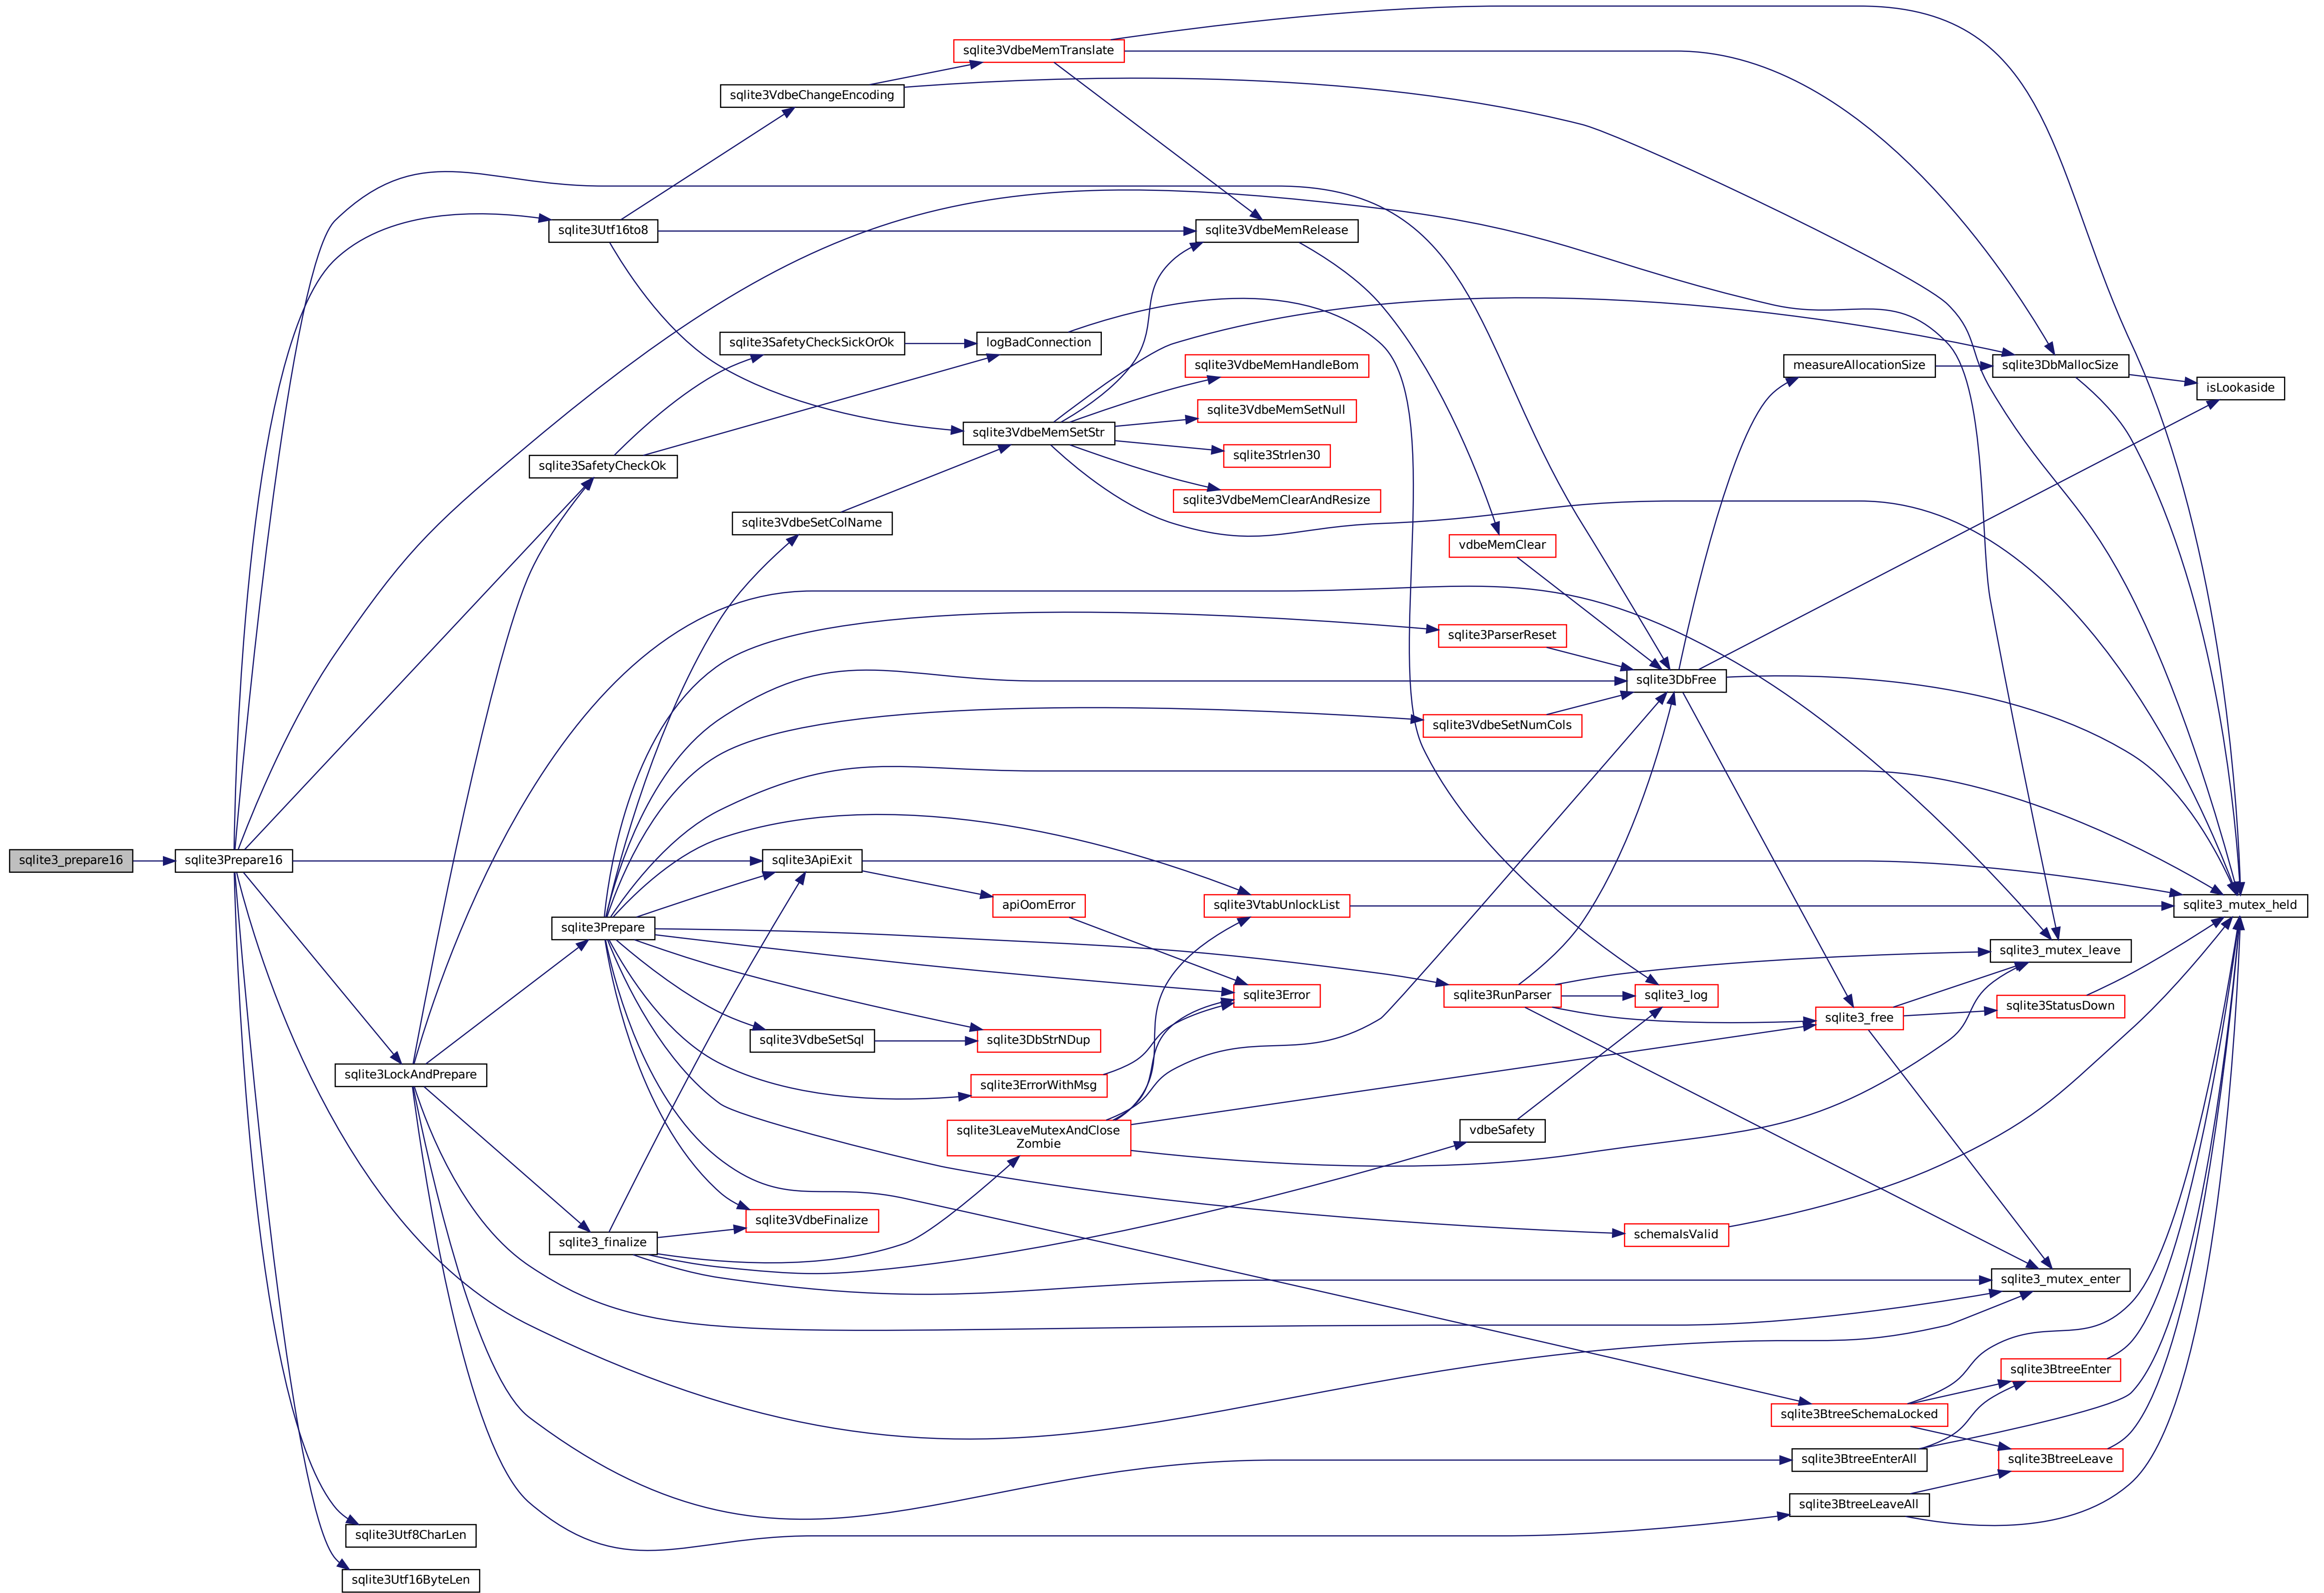 sqlite3VdbeMemTranslate
sqlite3VdbeChangeEncoding
sqlite3Utf16to8
sqlite3VdbeMemRelease
sqlite3SafetyCheckSickOrOk
logBadConnection
sqlite3VdbeMemHandleBom
measureAllocationSize
sqlite3DbMallocSize
isLookaside
sqlite3VdbeMemSetNull
sqlite3VdbeMemSetStr
sqlite3Strlen30
sqlite3SafetyCheckOk
sqlite3VdbeMemClearAndResize
sqlite3VdbeSetColName
vdbeMemClear
sqlite3ParserReset
sqlite3DbFree
sqlite3VdbeSetNumCols
sqlite3_prepare16
sqlite3Prepare16
sqlite3ApiExit
apiOomError
sqlite3VtabUnlockList
sqlite3_mutex_held
sqlite3Prepare
sqlite3_mutex_leave
sqlite3Error
sqlite3RunParser
sqlite3_log
sqlite3StatusDown
sqlite3_free
sqlite3VdbeSetSql
sqlite3DbStrNDup
sqlite3LockAndPrepare
sqlite3ErrorWithMsg
sqlite3LeaveMutexAndClose
Zombie
vdbeSafety
sqlite3VdbeFinalize
schemaIsValid
sqlite3_finalize
sqlite3_mutex_enter
sqlite3BtreeEnter
sqlite3BtreeSchemaLocked
sqlite3BtreeEnterAll
sqlite3BtreeLeave
sqlite3BtreeLeaveAll
sqlite3Utf8CharLen
sqlite3Utf16ByteLen